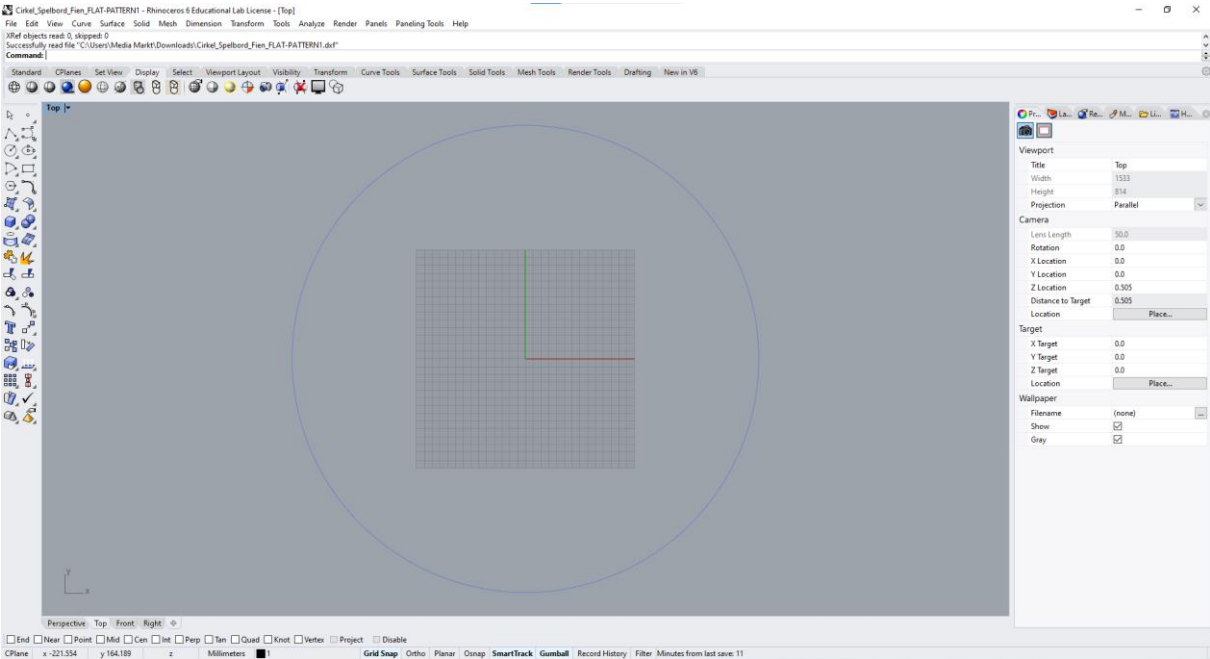 Cirkel_Spelbord_Fien_FLAT-PATTERN1 - Rhinoceros 6 Educational Lab License - [Top]
File Edit View Curve Surface Solid Mesh Dimension Transform Tools Analyze Render Panels Paneling Tools Help
XRef objects read: 0, skipped: 0
Successfully read file "C:\Users\Media Markt\Downloads\Cirkel_Spelbord_Fien_FLAT-PATTERN1.dxf"
Command:
Standard CPlanes Set View Display Select Viewport Layout Visibility Transform Curve Tools Surface Tools Solid Tools Mesh Tools Render Tools Drafting New in V6
Top
Pr... La... Re... M... Li... H...
Viewport
Title Top
Width 1533
Height 814
Projection Parallel
Camera
Lens Length 50.0
Rotation 0.0
X Location 0.0
Y Location 0.0
Z Location 0.505
Distance to Target 0.505
Location Place...
Target
X Target 0.0
Y Target 0.0
Z Target 0.0
Location Place...
Wallpaper
Filename (none) ...
Show
Gray
y
x
Perspective Top Front Right
End Near Point Mid Cen Int Perp Tan Quad Knot Vertex Project Disable
CPlane x -221.554 y 164.189 z Millimeters 1 Grid Snap Ortho Planar Osnap SmartTrack Gumball Record History Filter Minutes from last save: 11